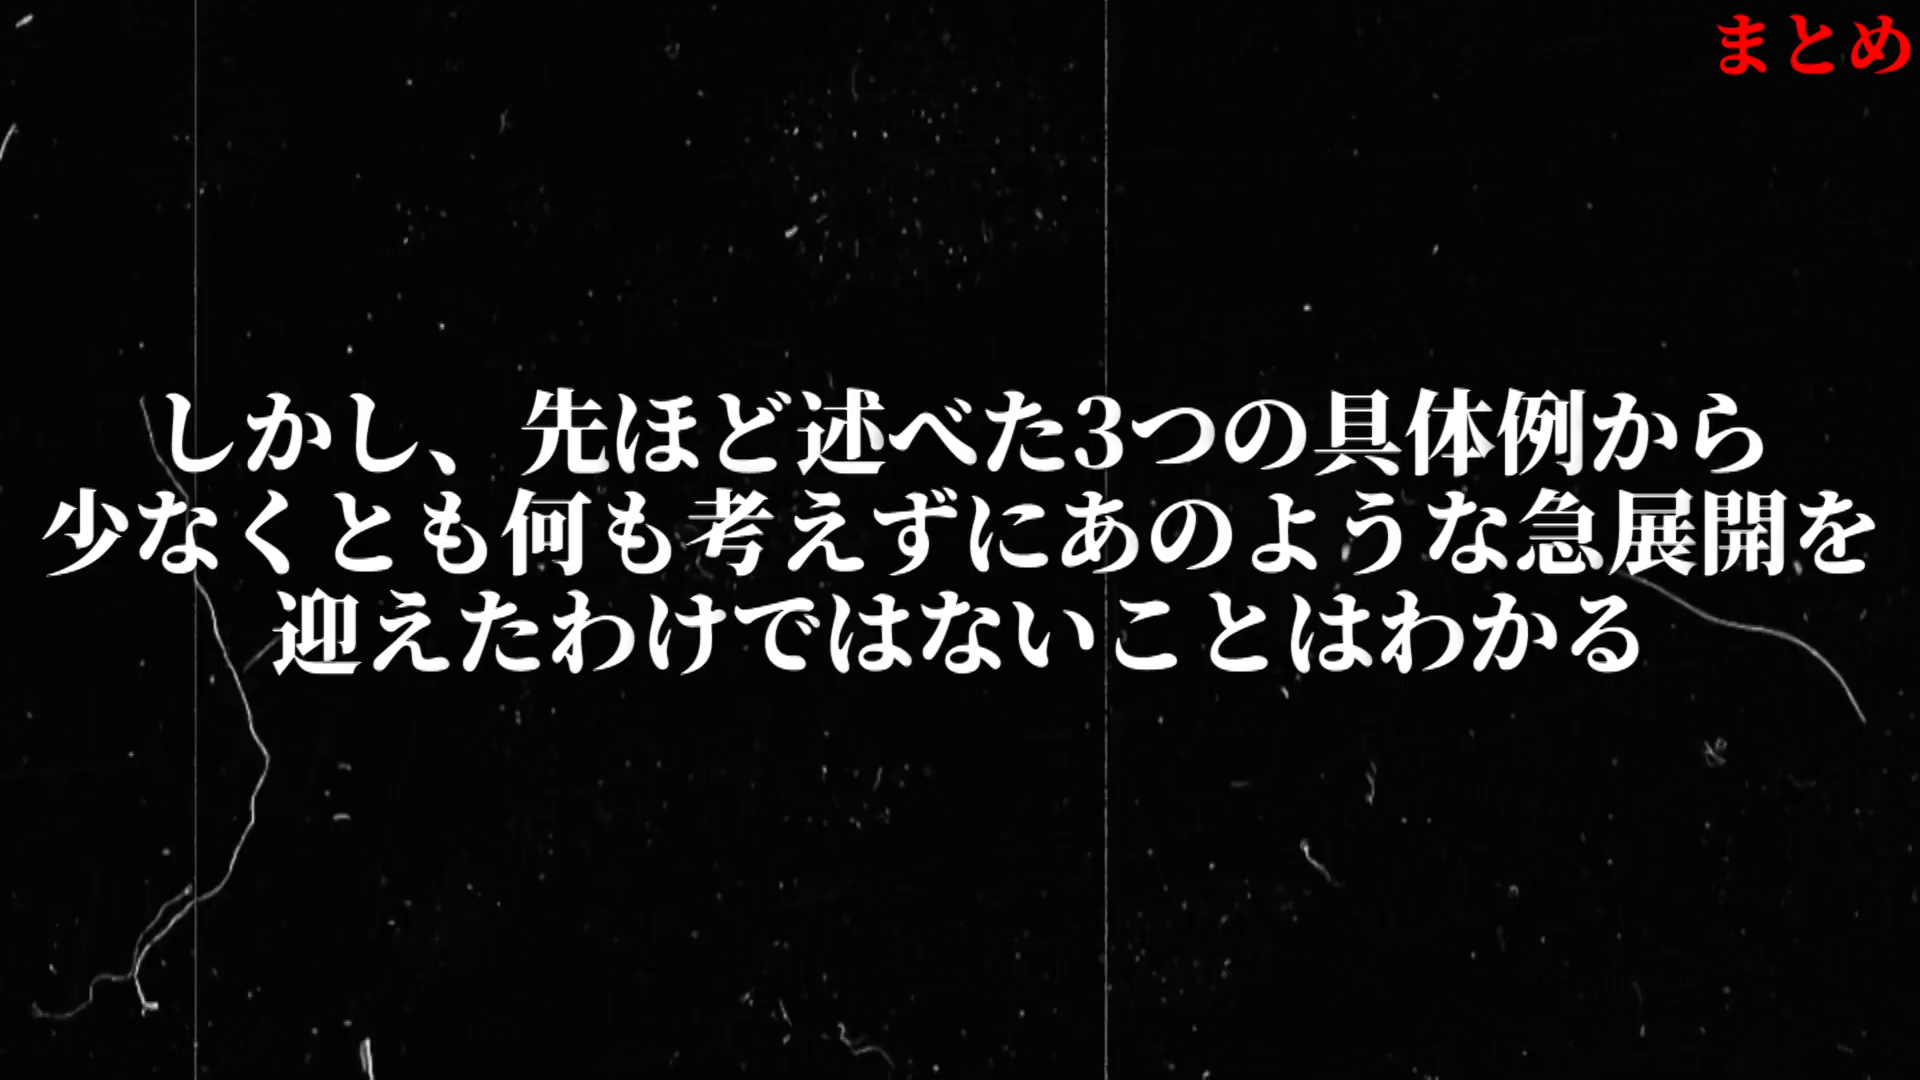 まとめ
しかし、先ほど述べた3つの具体例から
少なくとも何も考えずにあのような急展開を
迎えたわけではないことはわかる